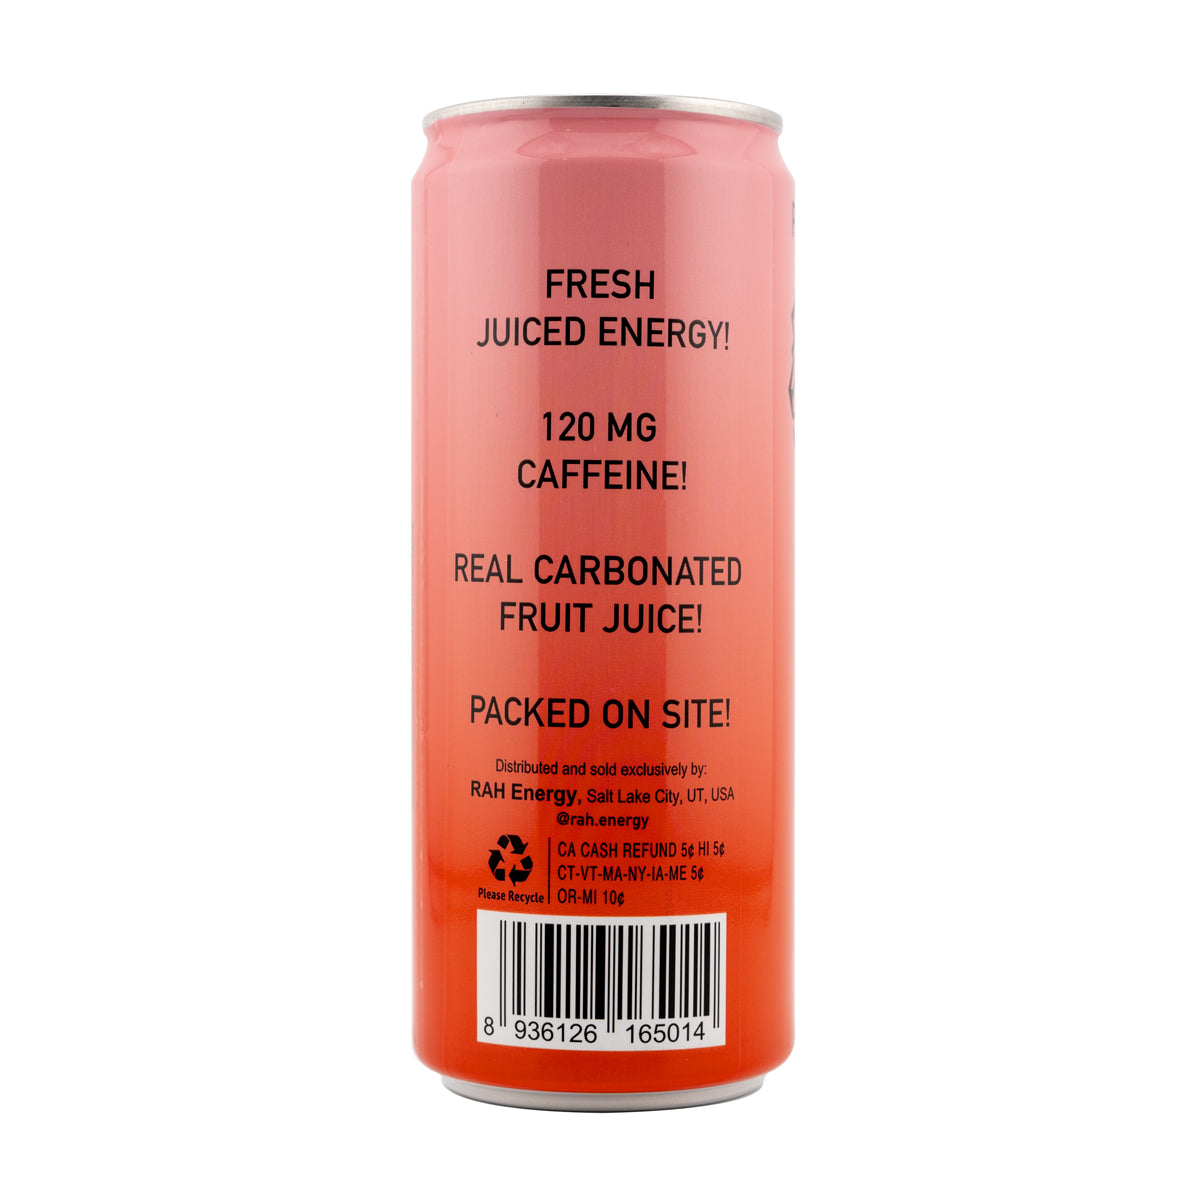 FRESH
JUICED ENERGY!
120 MG
CAFFEINE!
REAL CARBONATED
FRUIT JUICE!
PACKED ON SITE!
Distributed and sold exclusively by:
RAH Energy, Salt Lake City, UT, USA
@rah.energy
CA CASH REFUND 5¢ HI 5¢
CT-VT-MA-NY-IA-ME 5¢
OR-MI 10¢
Please Recycle
8 936126 165014